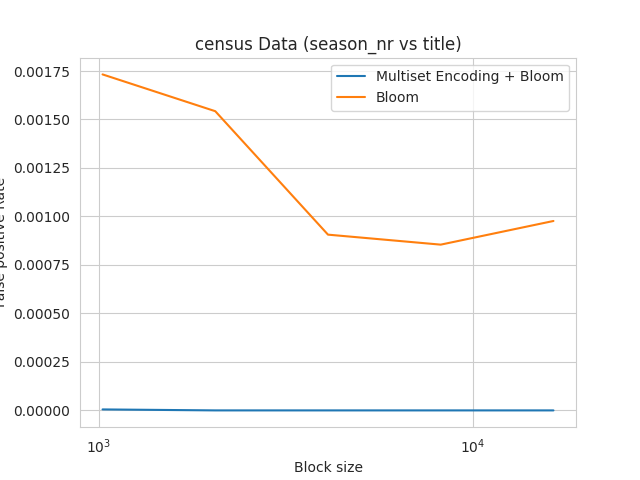 census Data (season_nr vs title)
Multiset Encoding + Bloom
Bloom
0.00175
0.00150
0.00125
0.00100
0.00075
0.00050
0.00025
0.00000
10^3
10^4
Block size